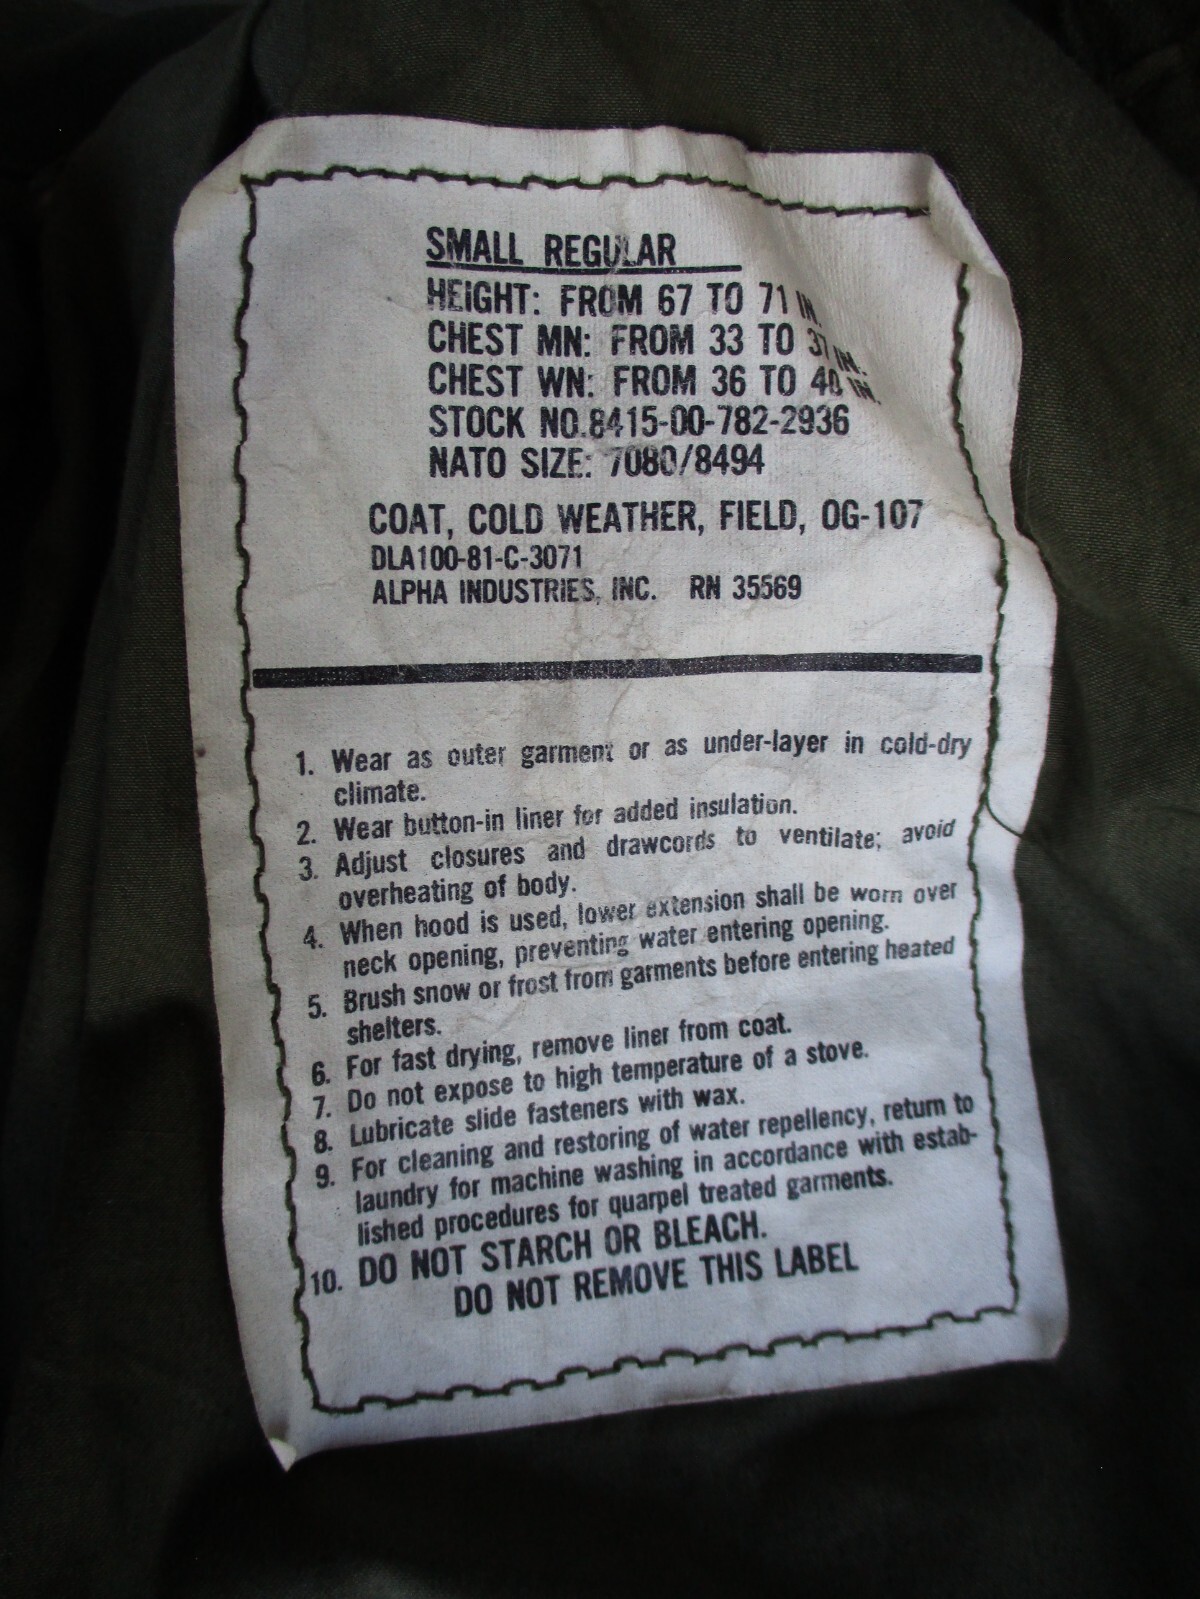 SMALL REGULAR
HEIGHT: FROM 67 TO 71 IN.
CHEST MN: FROM 33 TO 37 IN.
CHEST WN: FROM 36 TO 40 IN.
STOCK NO.8415-00-782-2936
NATO SIZE: 7080/8494
COAT, COLD WEATHER, FIELD, OG-107
DLA100-81-C-3071
ALPHA INDUSTRIES, INC. RN 35569
1. Wear as outer garment or as under-layer in cold-dry
climate.
2. Wear button-in liner for added insulation.
3. Adjust closures and drawcords to ventilate; avoid
overheating of body.
4. When hood is used, lower extension shall be worn over
neck opening, preventing water entering opening.
5. Brush snow or frost from garments before entering heated
shelters.
6. For fast drying, remove liner from coat.
7. Do not expose to high temperature of a stove.
8. Lubricate slide fasteners with wax.
9. For cleaning and restoring of water repellency, return to
laundry for machine washing in accordance with estab-
lished procedures for quarpel treated garments.
10. DO NOT STARCH OR BLEACH.
DO NOT REMOVE THIS LABEL